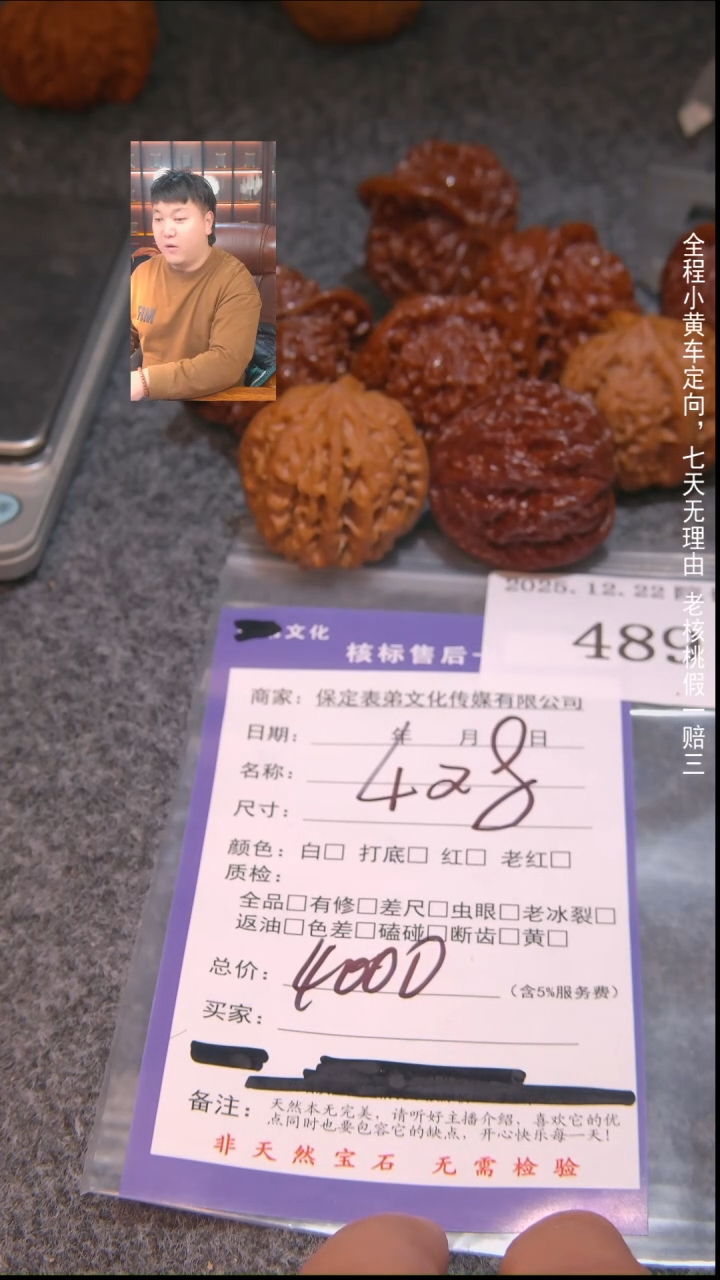 全程小黄车定向，七天无理由 老核桃假一赔三
2025.12.22
489
文化
核标售后
商家：保定表弟文化传媒有限公司
日期： 年 月 日
名称：
428
尺寸：
颜色：白□ 打底□ 红□ 老红□
质检：
全品□有修□差尺□虫眼□老冰裂□
返油□色差□磕碰□断齿□黄□
总价：4000（含5%服务费）
买家：
备注：天然本无完美，请听好主播介绍，喜欢它的优
点同时也要包容它的缺点，开心快乐每一天！
非天然宝石 无需检验